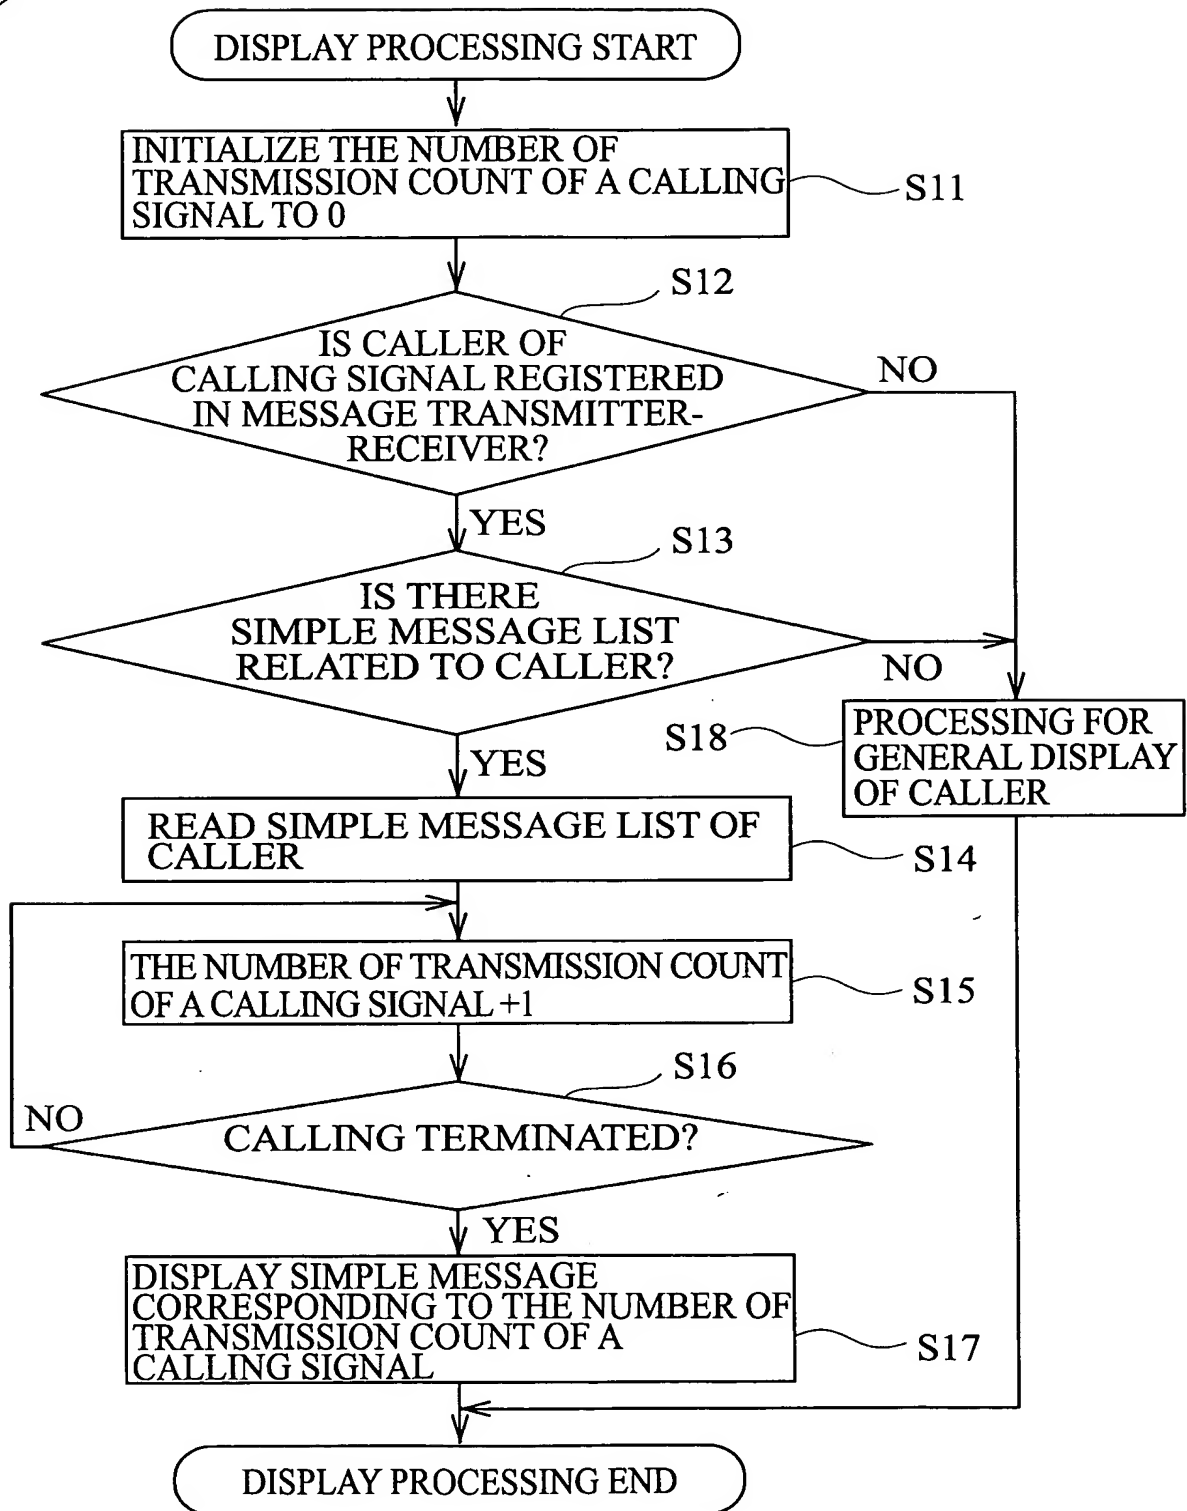 DISPLAY PROCESSING START
INITIALIZE THE NUMBER OF
TRANSMISSION COUNT OF A CALLING
SIGNAL TO 0
S11
S12
IS CALLER OF
CALLING SIGNAL REGISTERED
IN MESSAGE TRANSMITTER-
RECEIVER?
NO
YES
S13
IS THERE
SIMPLE MESSAGE LIST
RELATED TO CALLER?
NO
YES
S18
PROCESSING FOR
GENERAL DISPLAY
OF CALLER
READ SIMPLE MESSAGE LIST OF
CALLER
S14
THE NUMBER OF TRANSMISSION COUNT
OF A CALLING SIGNAL +1
S15
S16
CALLING TERMINATED?
NO
YES
DISPLAY SIMPLE MESSAGE
CORRESPONDING TO THE NUMBER OF
TRANSMISSION COUNT OF A
CALLING SIGNAL
S17
DISPLAY PROCESSING END